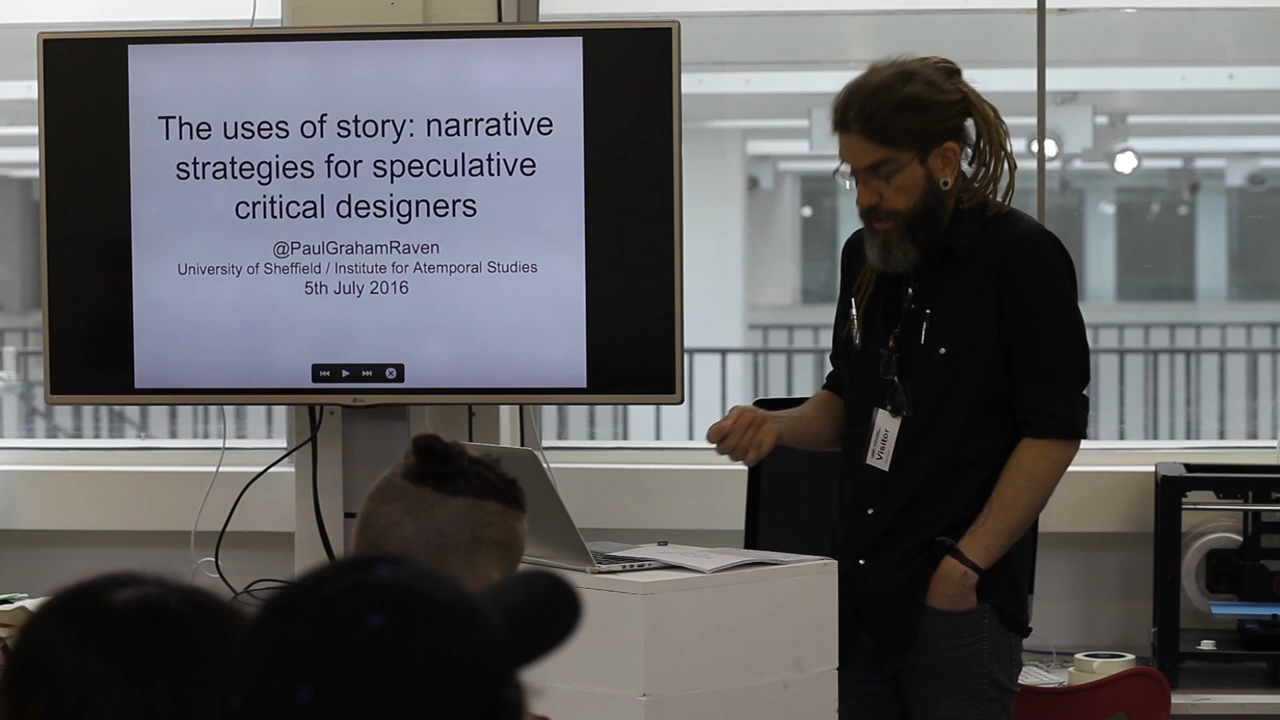 The uses of story: narrative
strategies for speculative
critical designers
@PaulGrahamRaven
University of Sheffield / Institute for Atemporal Studies
5th July 2016
LG
Visitor